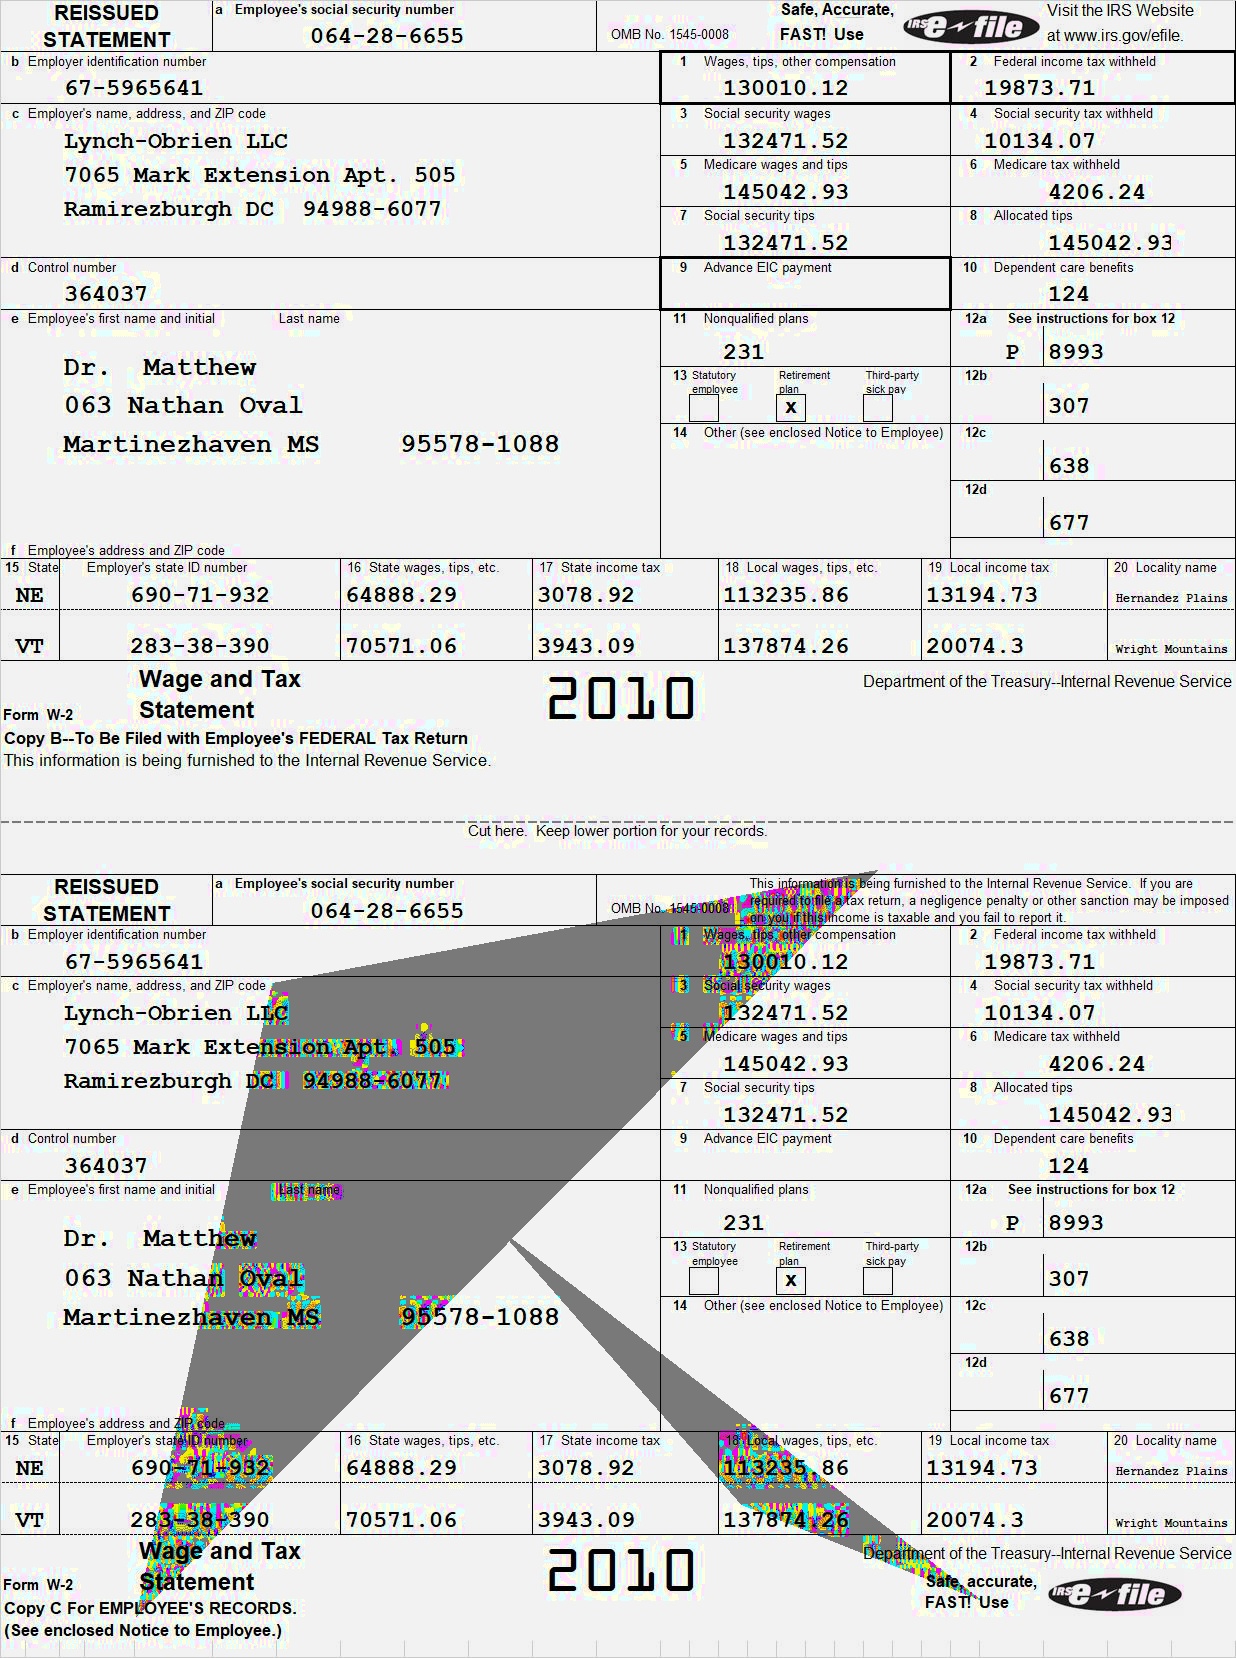 REISSUED STATEMENT
a Employee's social security number
064-28-6655
OMB No. 1545-0008
Safe, Accurate,
FAST! Use
IRS e-file
Visit the IRS Website
at www.irs.gov/efile.
b Employer identification number
67-5965641
1 Wages, tips, other compensation
130010.12
2 Federal income tax withheld
19873.71
c Employer's name, address, and ZIP code
Lynch-Obrien LLC
7065 Mark Extension Apt. 505
Ramirezburgh DC 94988-6077
3 Social security wages
132471.52
4 Social security tax withheld
10134.07
5 Medicare wages and tips
145042.93
6 Medicare tax withheld
4206.24
7 Social security tips
132471.52
8 Allocated tips
145042.93
d Control number
364037
9 Advance EIC payment
10 Dependent care benefits
124
e Employee's first name and initial Last name
Dr. Matthew
063 Nathan Oval
Martinezhaven MS 95578-1088
f Employee's address and ZIP code
11 Nonqualified plans
231
12a See instructions for box 12
P 8993
13 Statutory employee Retirement plan Third-party sick pay
x
12b
307
14 Other (see enclosed Notice to Employee)
12c
638
12d
677
15 State Employer's state ID number 16 State wages, tips, etc. 17 State income tax 18 Local wages, tips, etc. 19 Local income tax 20 Locality name
NE 690-71-932 64888.29 3078.92 113235.86 13194.73 Hernandez Plains
VT 283-38-390 70571.06 3943.09 137874.26 20074.3 Wright Mountains
Form W-2
Wage and Tax
Statement
2010
Department of the Treasury--Internal Revenue Service
Copy B--To Be Filed with Employee's FEDERAL Tax Return
This information is being furnished to the Internal Revenue Service.
Cut here. Keep lower portion for your records.
REISSUED STATEMENT
a Employee's social security number
064-28-6655
OMB No. 1545-0008
This information is being furnished to the Internal Revenue Service. If you are
required to file a tax return, a negligence penalty or other sanction may be imposed
on you if this income is taxable and you fail to report it.
b Employer identification number
67-5965641
1 Wages, tips, other compensation
130010.12
2 Federal income tax withheld
19873.71
c Employer's name, address, and ZIP code
Lynch-Obrien LLC
7065 Mark Extension Apt. 505
Ramirezburgh DC 94988-6077
3 Social security wages
132471.52
4 Social security tax withheld
10134.07
5 Medicare wages and tips
145042.93
6 Medicare tax withheld
4206.24
7 Social security tips
132471.52
8 Allocated tips
145042.93
d Control number
364037
9 Advance EIC payment
10 Dependent care benefits
124
e Employee's first name and initial Last name
Dr. Matthew
063 Nathan Oval
Martinezhaven MS 95578-1088
f Employee's address and ZIP code
11 Nonqualified plans
231
12a See instructions for box 12
P 8993
13 Statutory employee Retirement plan Third-party sick pay
x
12b
307
14 Other (see enclosed Notice to Employee)
12c
638
12d
677
15 State Employer's state ID number 16 State wages, tips, etc. 17 State income tax 18 Local wages, tips, etc. 19 Local income tax 20 Locality name
NE 690-71-932 64888.29 3078.92 113235.86 13194.73 Hernandez Plains
VT 283-38-390 70571.06 3943.09 137874.26 20074.3 Wright Mountains
Form W-2
Wage and Tax
Statement
2010
Department of the Treasury--Internal Revenue Service
Safe, accurate,
FAST! Use
IRS e-file
Copy C For EMPLOYEE'S RECORDS.
(See enclosed Notice to Employee.)